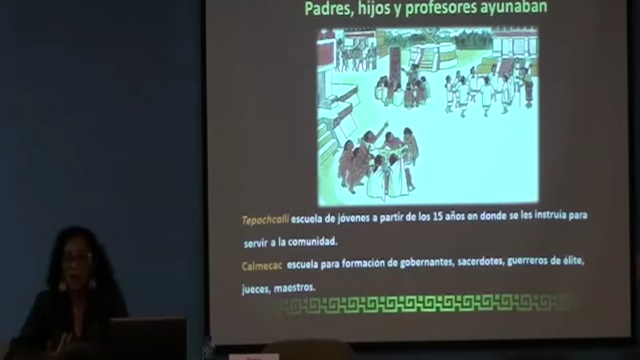 Padres, hijos y profesores ayunaban
Tepochcalli escuela de jóvenes a partir de los 15 años en donde se les instruía para
servir a la comunidad.
Calmecac escuela para formación de gobernantes, sacerdotes, guerreros de élite,
jueces, maestros.